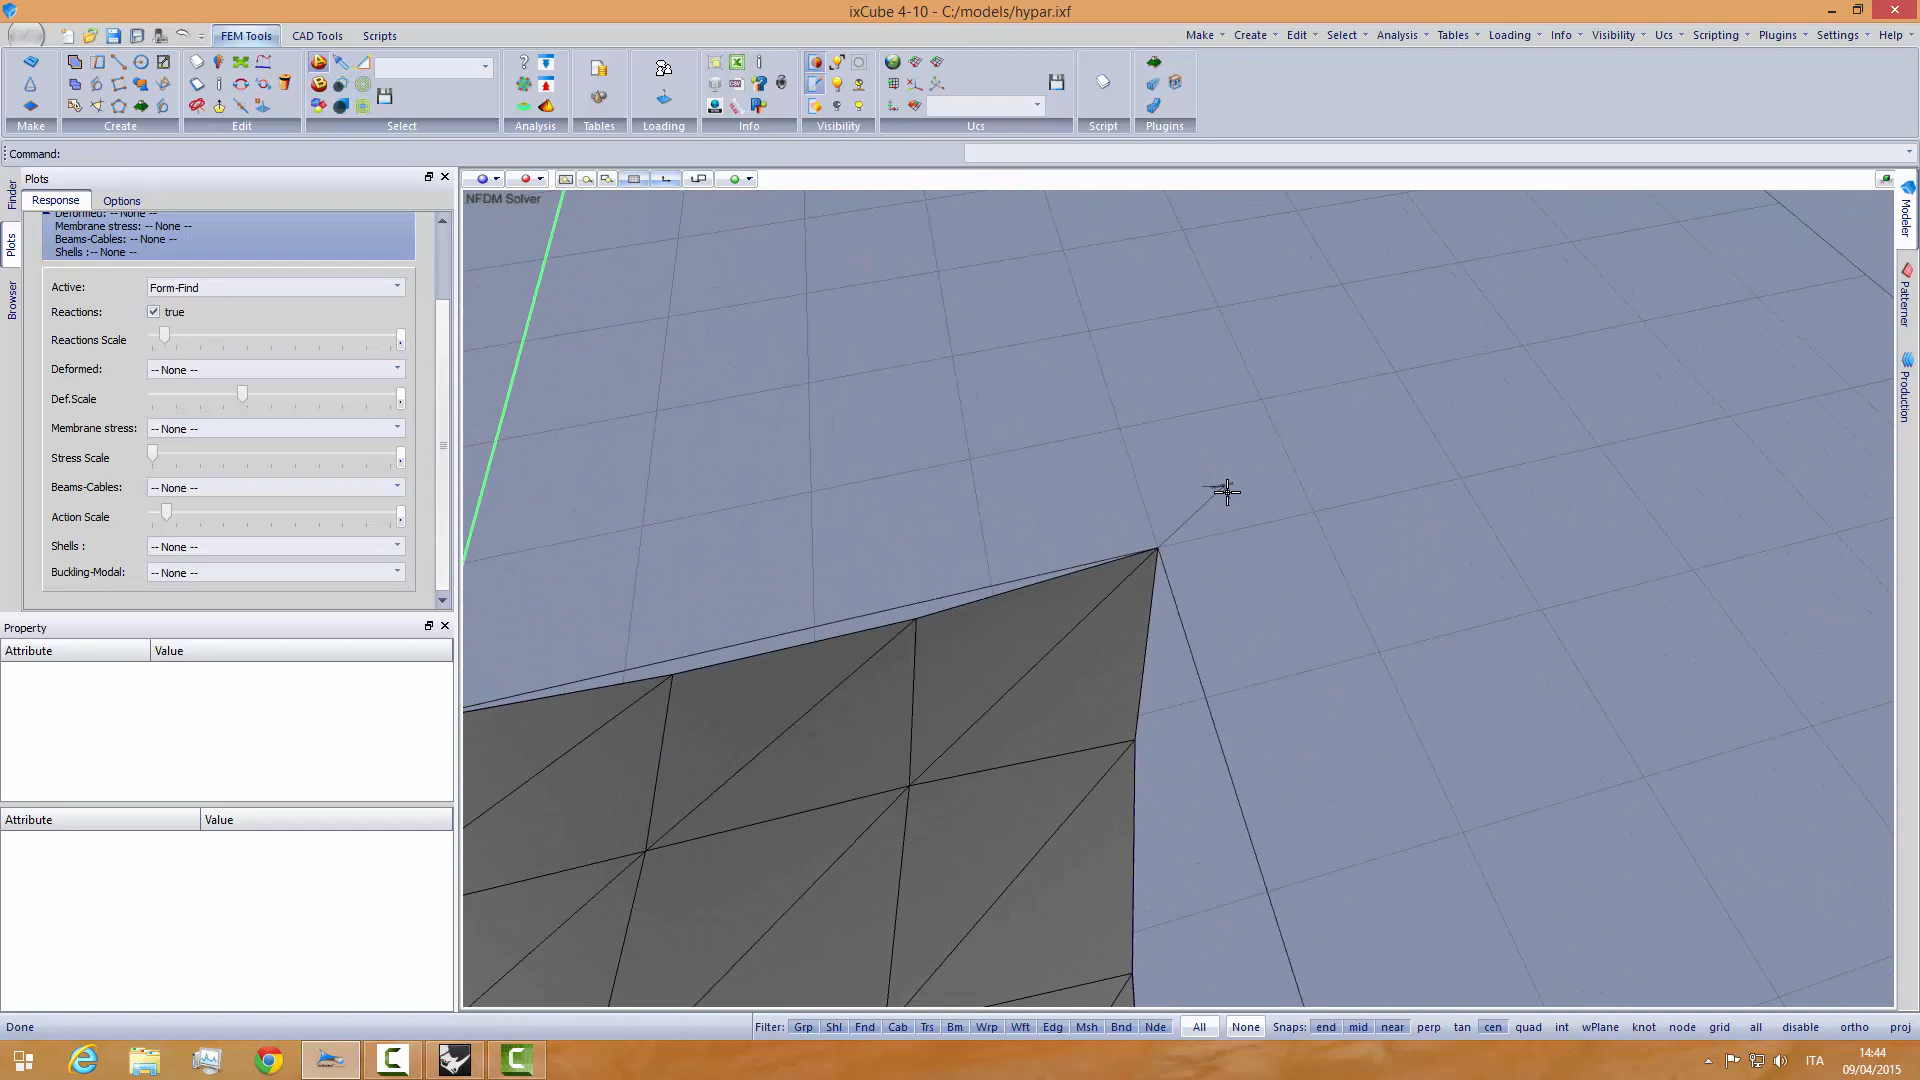 ixCube 4-10 - C:/models/hypar.ixf
FEM Tools CAD Tools Scripts
Make Create Edit Select Analysis Tables Loading Info Visibility Ucs Scripting Plugins Settings Help
Make Create Edit Select Analysis Tables Loading Info Visibility Ucs Script Plugins
Command:
Plots
Response Options
Finder
Plots
Browser
Deformed: -- None --
Membrane stress: -- None --
Beams-Cables: -- None --
Shells :-- None --
Active: Form-Find
Reactions: true
Reactions Scale
Deformed: -- None --
Def.Scale
Membrane stress: -- None --
Stress Scale
Beams-Cables: -- None --
Action Scale
Shells : -- None --
Buckling-Modal: -- None --
Property
Attribute Value
Attribute Value
NFDM Solver
Modeler
Patterner
Production
Done
Filter: Grp Shl Fnd Cab Trs Bm Wrp Wft Edg Msh Bnd Nde All None Snaps: end mid near perp tan cen quad int wPlane knot node grid all disable ortho proj
ITA
14:44
09/04/2015